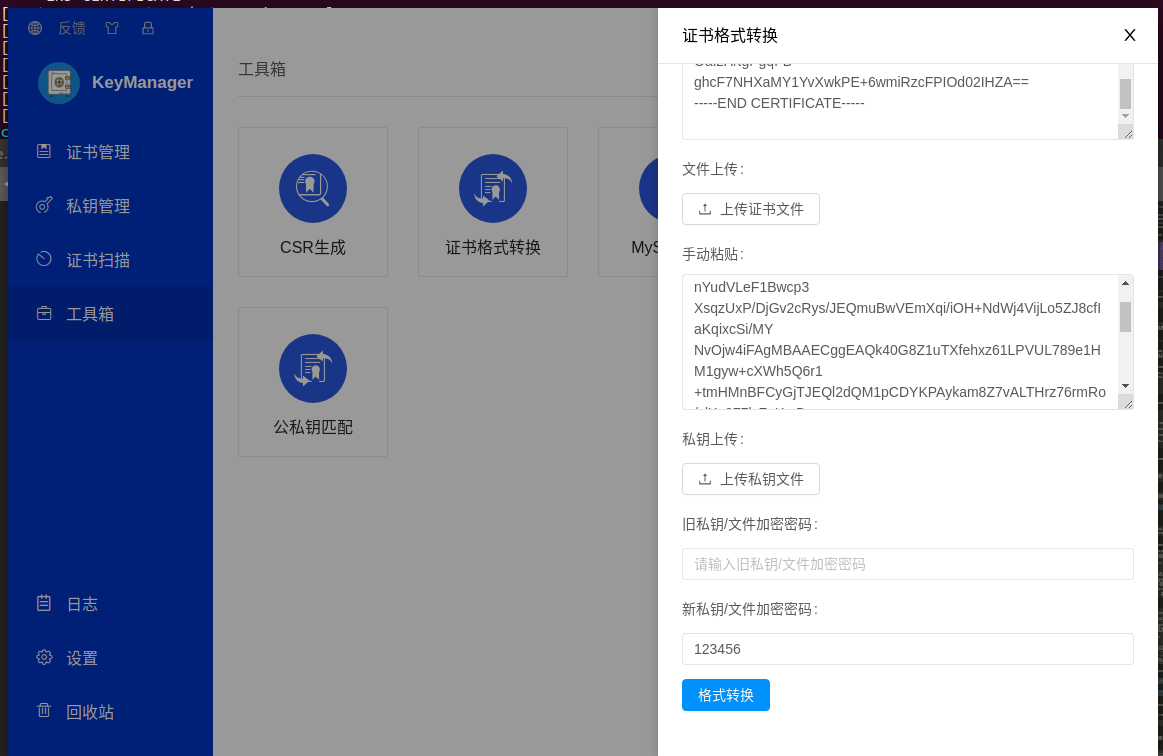 反馈
KeyManager
证书管理
私钥管理
证书扫描
工具箱
日志
设置
回收站
工具箱
CSR生成
证书格式转换
MyS
公私钥匹配
证书格式转换
X
ghcF7NHXaMY1YvXwkPE+6wmiRzcFPIOd02IHZA==
-----END CERTIFICATE-----
文件上传:
上传证书文件
手动粘贴:
nYudVLeF1Bwcp3
XsqzUxP/DjGv2cRys/JEQmuBwVEmXqi/iOH+NdWj4VijLo5ZJ8cfI
aKqixcSi/MY
NvOjw4iFAgMBAAECggEAQk40G8Z1uTXfehxz61LPVUL789e1H
M1gyw+cXWh5Q6r1
+tmHMnBFCyGjTJEQl2dQM1pCDYKPAykam8Z7vALTHrz76rmRo
私钥上传:
上传私钥文件
旧私钥/文件加密密码:
请输入旧私钥/文件加密密码
新私钥/文件加密密码:
123456
格式转换